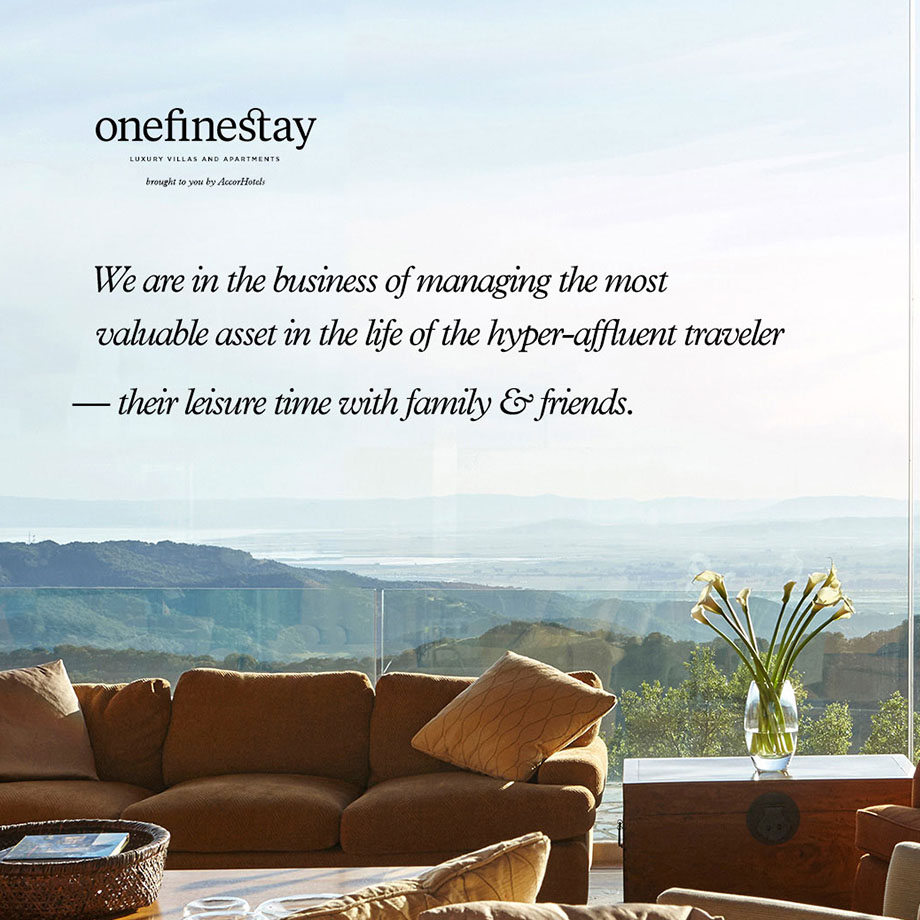 onefinestay
LUXURY VILLAS AND APARTMENTS
brought to you by AccorHotels
We are in the business of managing the most
valuable asset in the life of the hyper-affluent traveler
— their leisure time with family & friends.